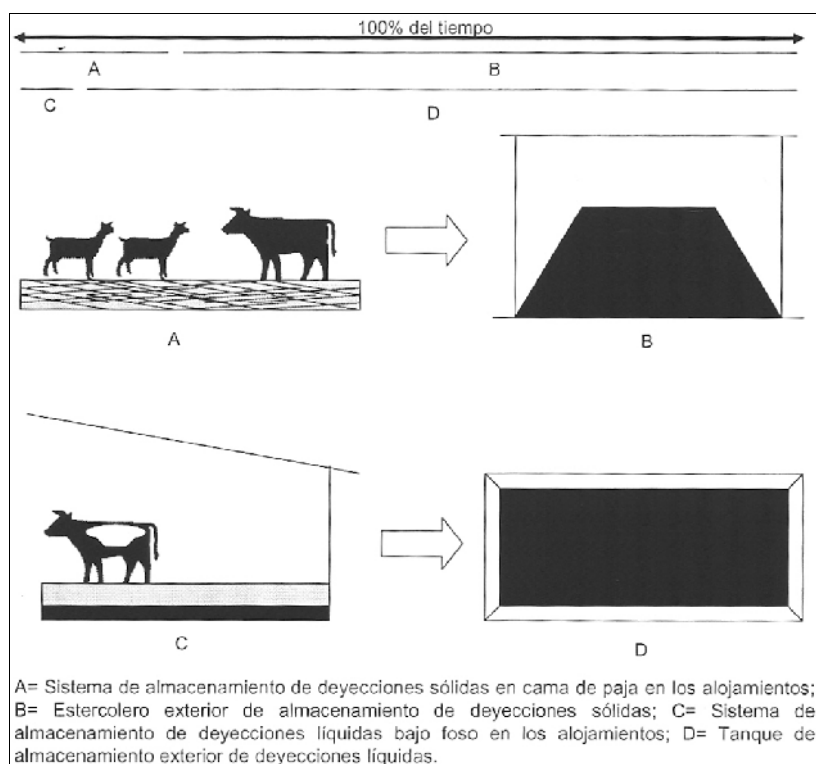 100% del tiempo
A B
C D
A B
C D
A= Sistema de almacenamiento de deyecciones sólidas en cama de paja en los alojamientos;
B= Estercolero exterior de almacenamiento de deyecciones sólidas; C= Sistema de
almacenamiento de deyecciones líquidas bajo foso en los alojamientos; D= Tanque de
almacenamiento exterior de deyecciones líquidas.